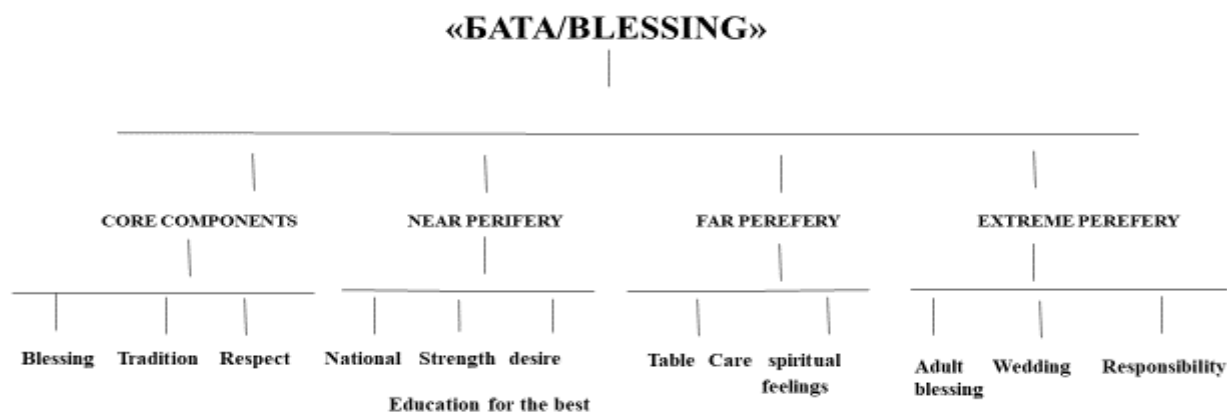 «БАТА/BLESSING»
CORE COMPONENTS NEAR PERIFERY FAR PEREFERY EXTREME PEREFERY
Blessing Tradition Respect National Strength desire Table Care spiritual feelings Adult blessing Wedding Responsibility
Education for the best